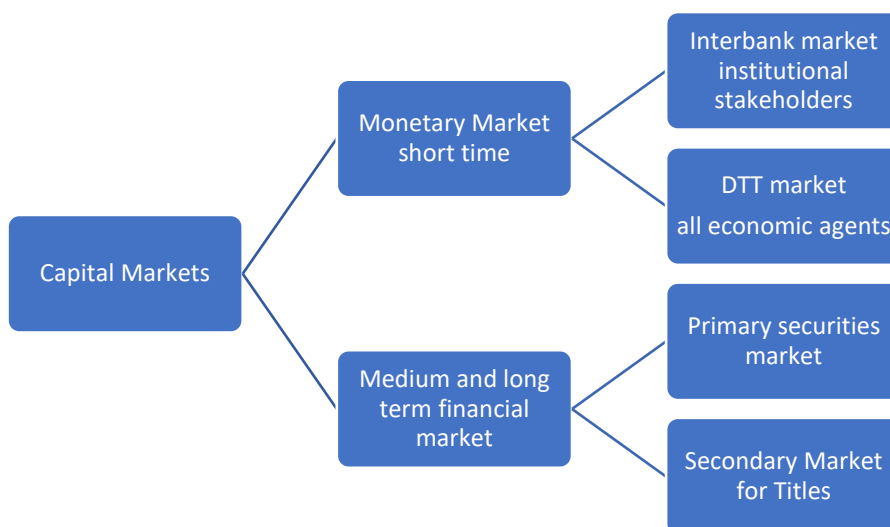 Capital Markets
Monetary Market
short time
Interbank market
institutional
stakeholders
DTT market
all economic agents
Medium and long
term financial
market
Primary securities
market
Secondary Market
for Titles